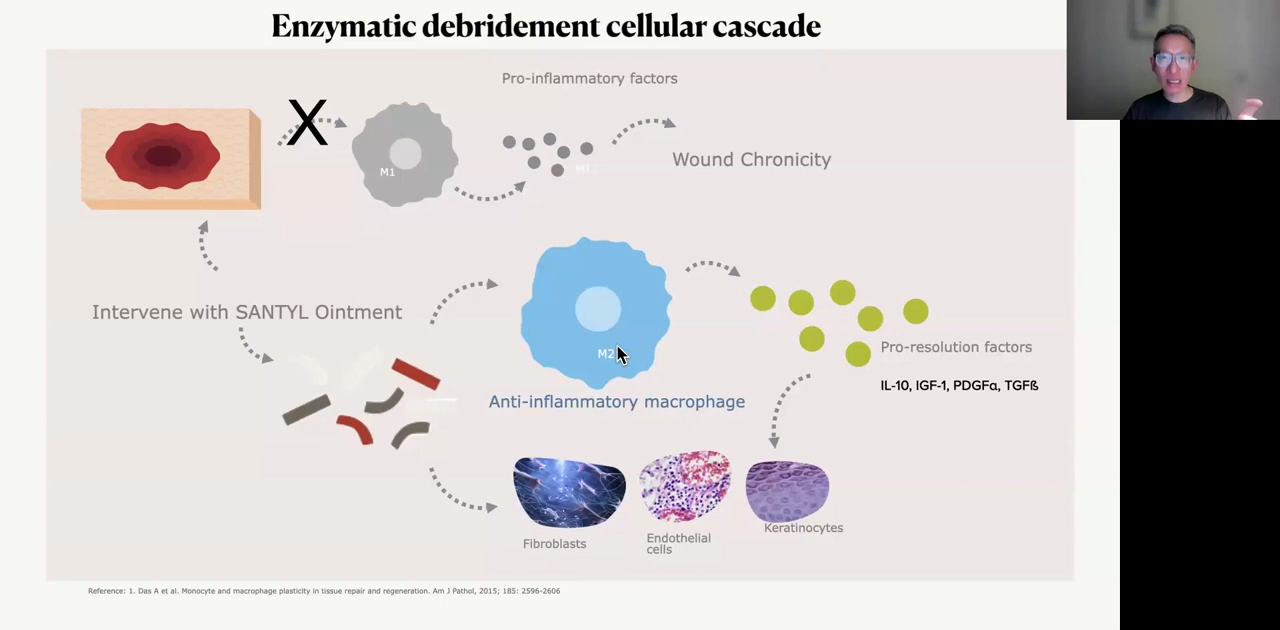 Enzymatic debridement cellular cascade
Pro-inflammatory factors
X
M1
M1
Wound Chronicity
Intervene with SANTYL Ointment
M2
Pro-resolution factors
IL-10, IGF-1, PDGFα, TGFß
Anti-inflammatory macrophage
Fibroblasts
Endothelial
cells
Keratinocytes
Reference: 1. Das A et al. Monocyte and macrophage plasticity in tissue repair and regeneration. Am J Pathol, 2015; 185: 2596-2606